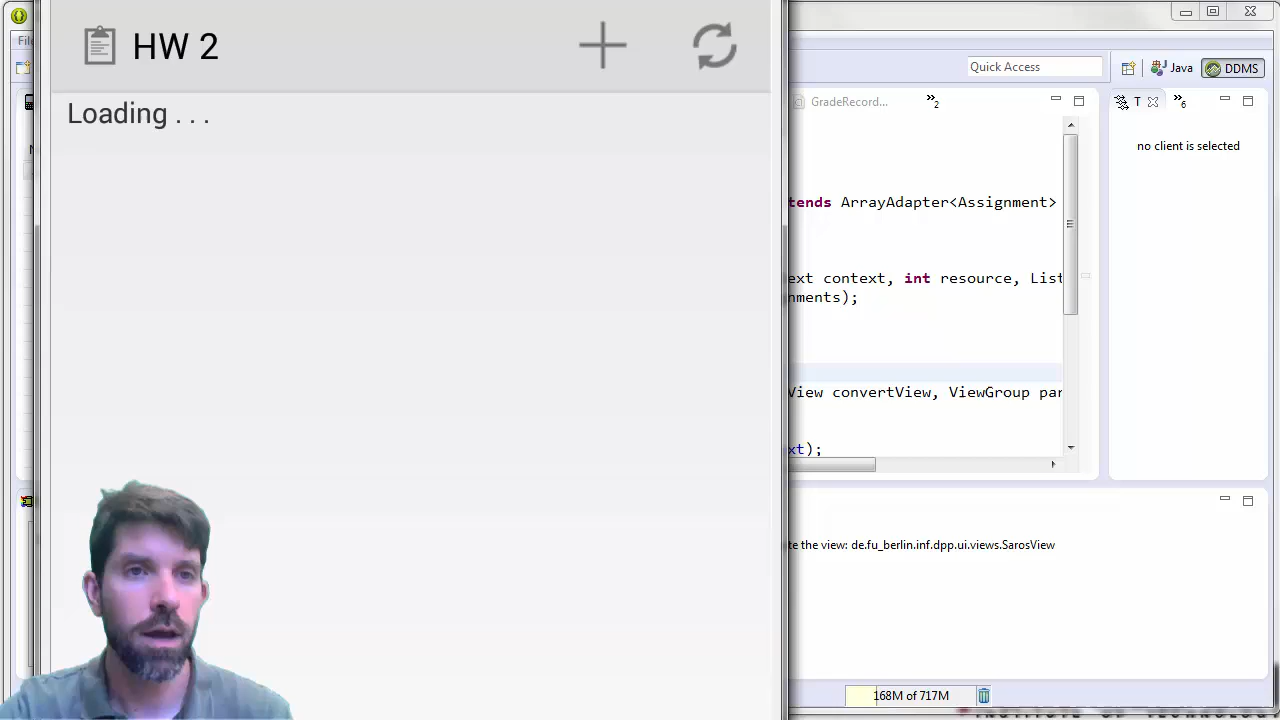 HW 2
Loading . . .
Quick Access
Java
DDMS
GradeRecord...
»2
T
»6
no client is selected
tends ArrayAdapter<Assignment>
ext context, int resource, List
nments);
View convertView, ViewGroup par
xt);
te the view: de.fu_berlin.inf.dpp.ui.views.SarosView
168M of 717M